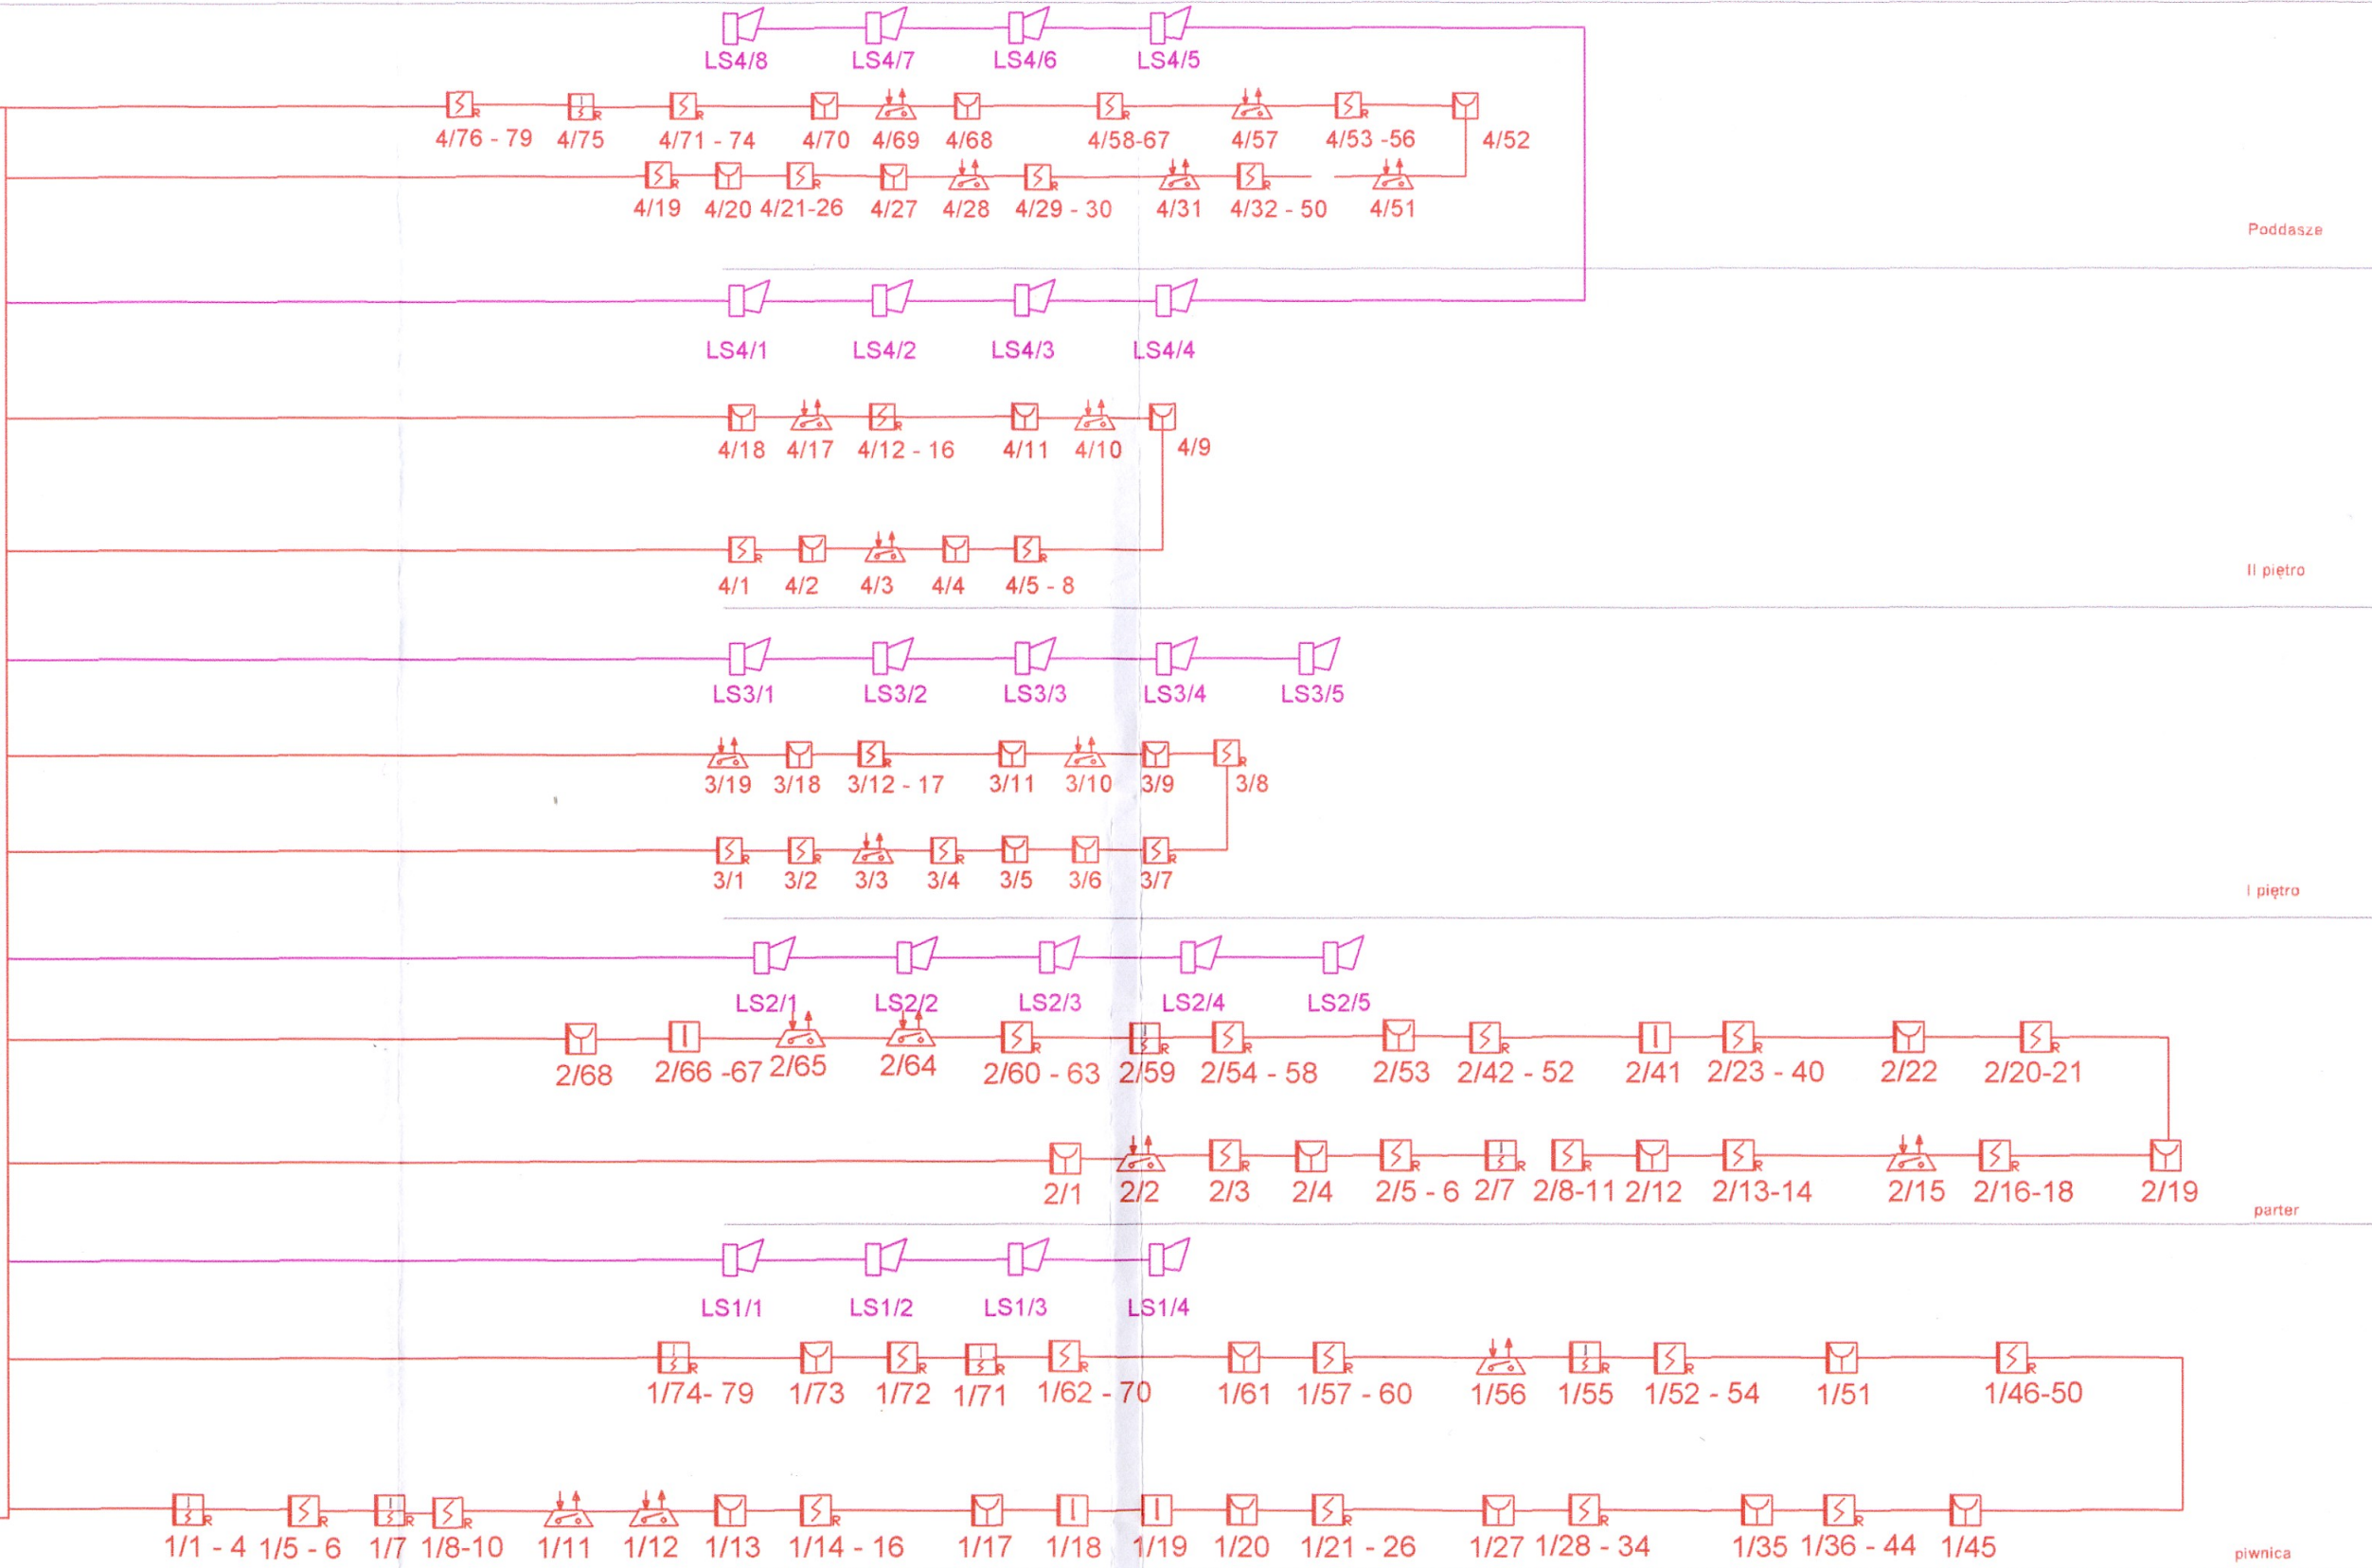 LS4/8 LS4/7 LS4/6 LS4/5
4/76 - 79 4/75 4/71 - 74 4/70 4/69 4/68 4/58-67 4/57 4/53 -56 4/52
4/19 4/20 4/21-26 4/27 4/28 4/29 - 30 4/31 4/32 - 50 4/51
Poddasze
LS4/1 LS4/2 LS4/3 LS4/4
4/18 4/17 4/12 - 16 4/11 4/10 4/9
4/1 4/2 4/3 4/4 4/5 - 8
II piętro
LS3/1 LS3/2 LS3/3 LS3/4 LS3/5
3/19 3/18 3/12 - 17 3/11 3/10 3/9 3/8
3/1 3/2 3/3 3/4 3/5 3/6 3/7
I piętro
LS2/1 LS2/2 LS2/3 LS2/4 LS2/5
2/68 2/66 -67 2/65 2/64 2/60 - 63 2/59 2/54 - 58 2/53 2/42 - 52 2/41 2/23 - 40 2/22 2/20-21
2/1 2/2 2/3 2/4 2/5 - 6 2/7 2/8-11 2/12 2/13-14 2/15 2/16-18 2/19
parter
LS1/1 LS1/2 LS1/3 LS1/4
1/74- 79 1/73 1/72 1/71 1/62 - 70 1/61 1/57 - 60 1/56 1/55 1/52 - 54 1/51 1/46-50
1/1 - 4 1/5 - 6 1/7 1/8-10 1/11 1/12 1/13 1/14 - 16 1/17 1/18 1/19 1/20 1/21 - 26 1/27 1/28 - 34 1/35 1/36 - 44 1/45
piwnica